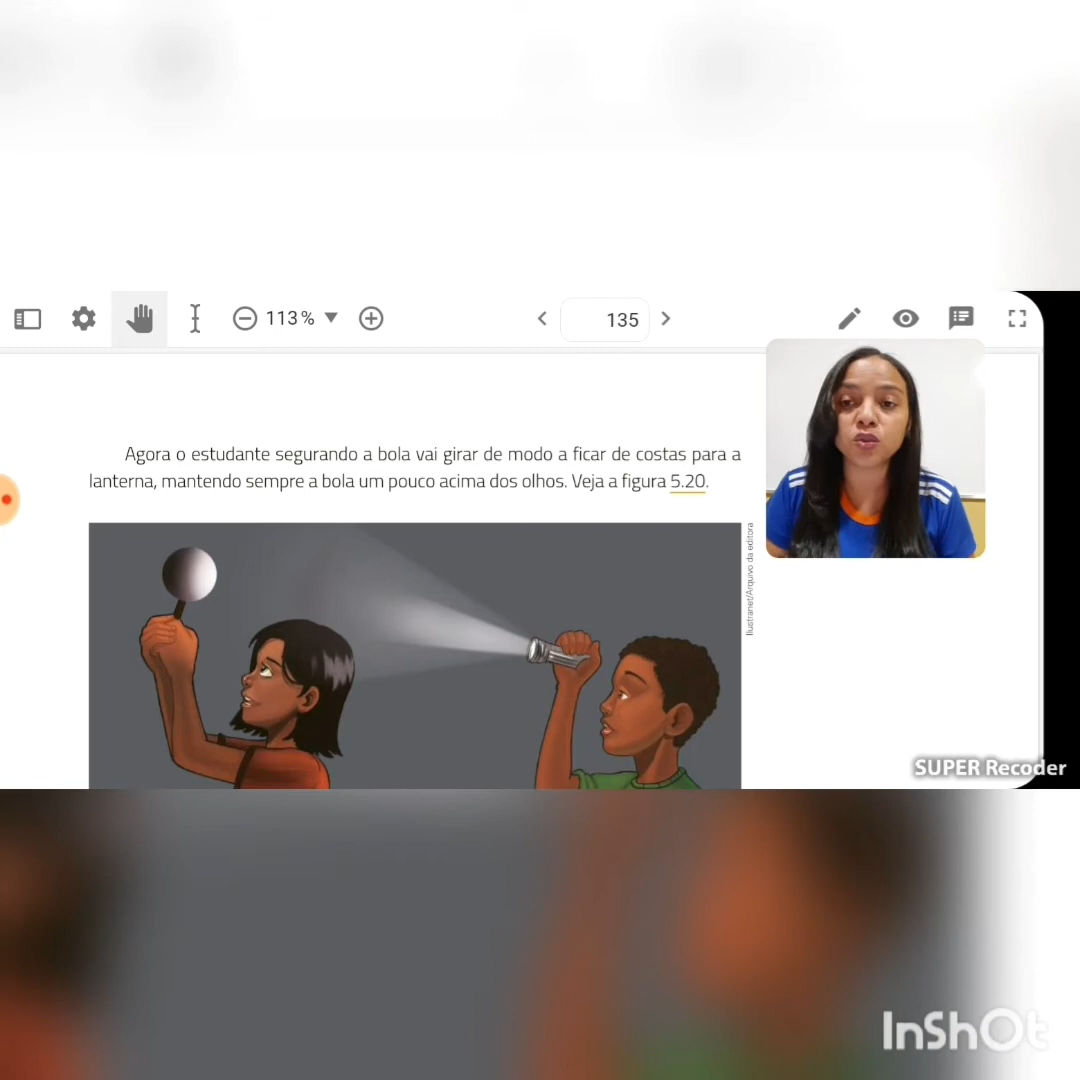 113%
135
Agora o estudante segurando a bola vai girar de modo a ficar de costas para a
lanterna, mantendo sempre a bola um pouco acima dos olhos. Veja a figura 5.20.
Ilustranet/Arquivo da editora
SUPER Recoder
InShOt